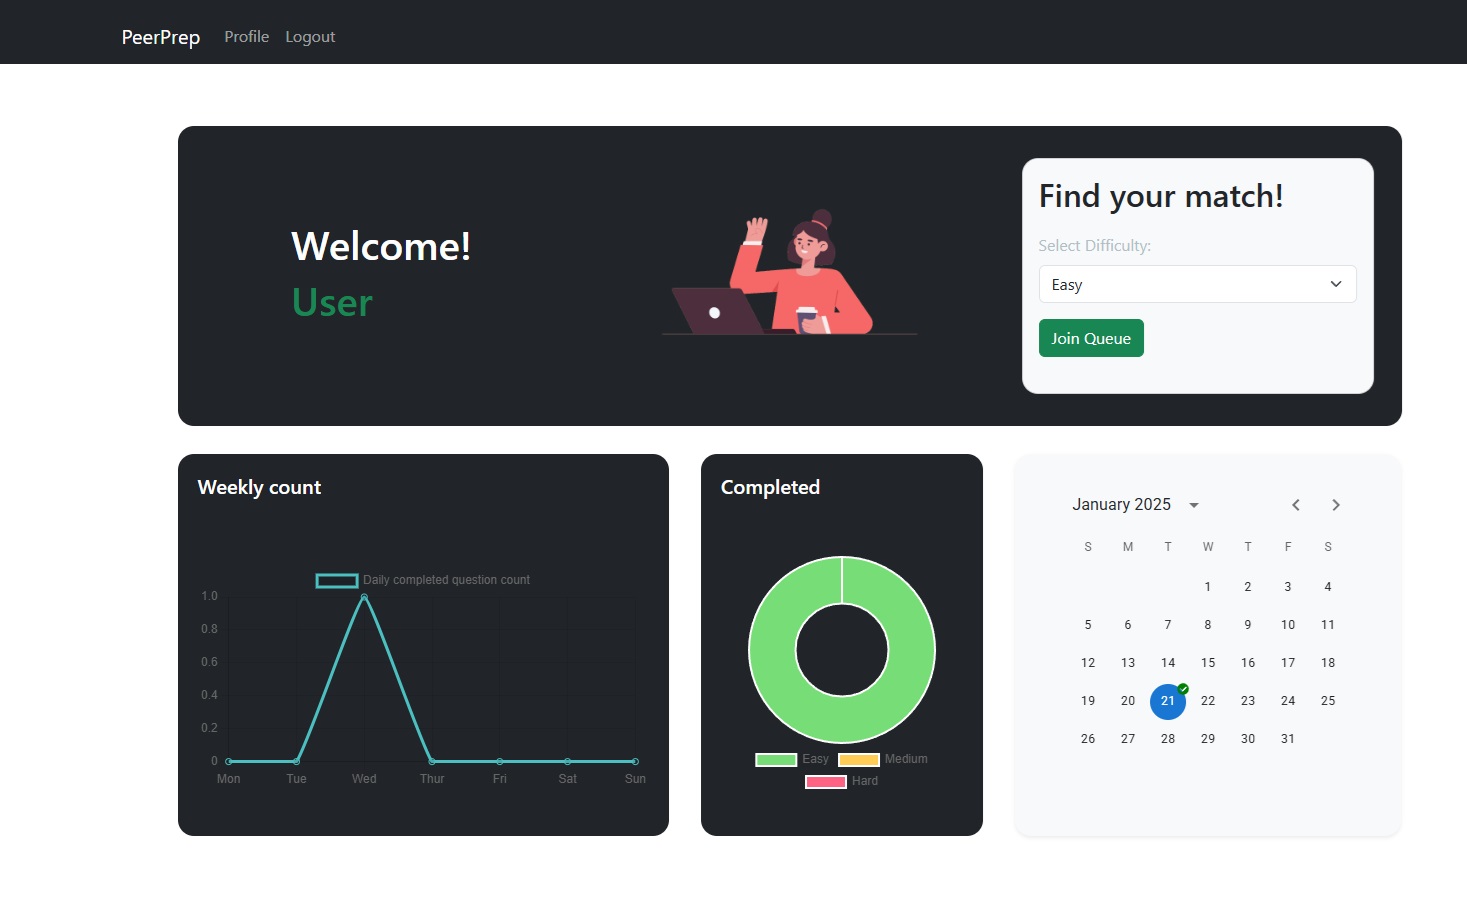 PeerPrep Profile Logout
Welcome!
User
Find your match!
Select Difficulty:
Easy
Join Queue
Weekly count
Daily completed question count
1.0
0.8
0.6
0.4
0.2
0
Mon Tue Wed Thur Fri Sat Sun
Completed
Easy Medium
Hard
January 2025
S M T W T F S
1 2 3 4
5 6 7 8 9 10 11
12 13 14 15 16 17 18
19 20 21 22 23 24 25
26 27 28 29 30 31